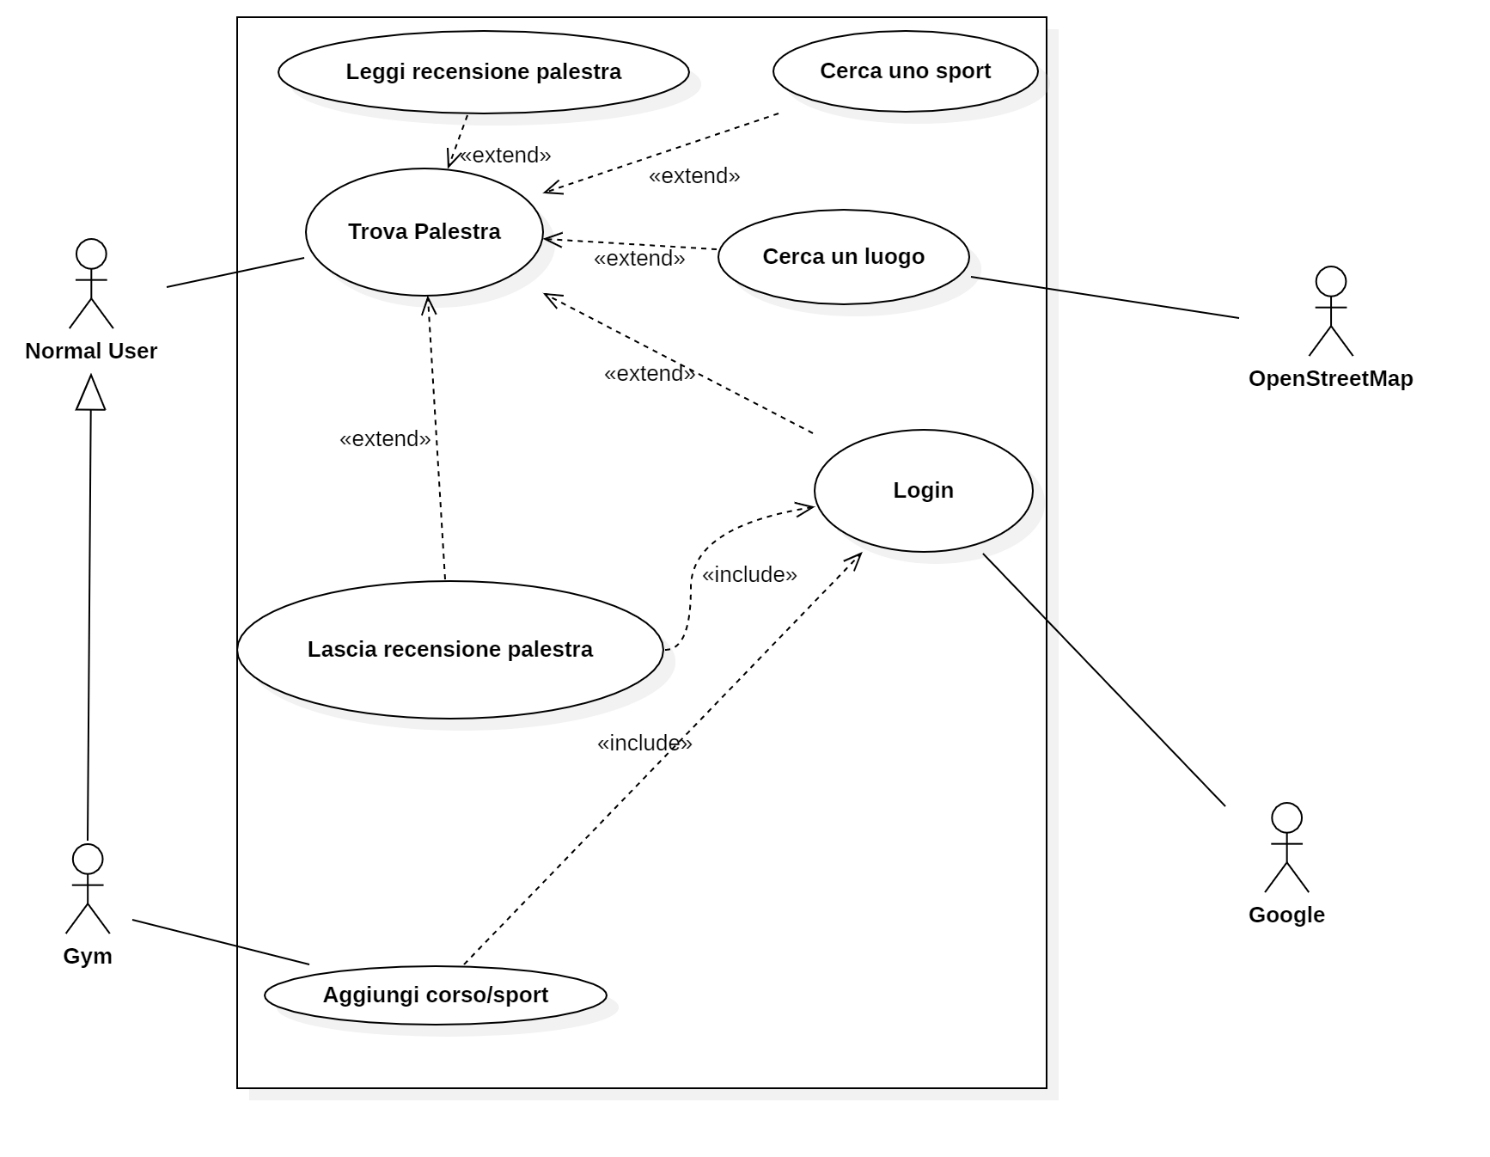 Leggi recensione palestra
Cerca uno sport
«extend»
«extend»
Trova Palestra
Cerca un luogo
«extend»
Normal User
OpenStreetMap
«extend»
«extend»
Login
«include»
Lascia recensione palestra
«include»
Google
Gym
Aggiungi corso/sport